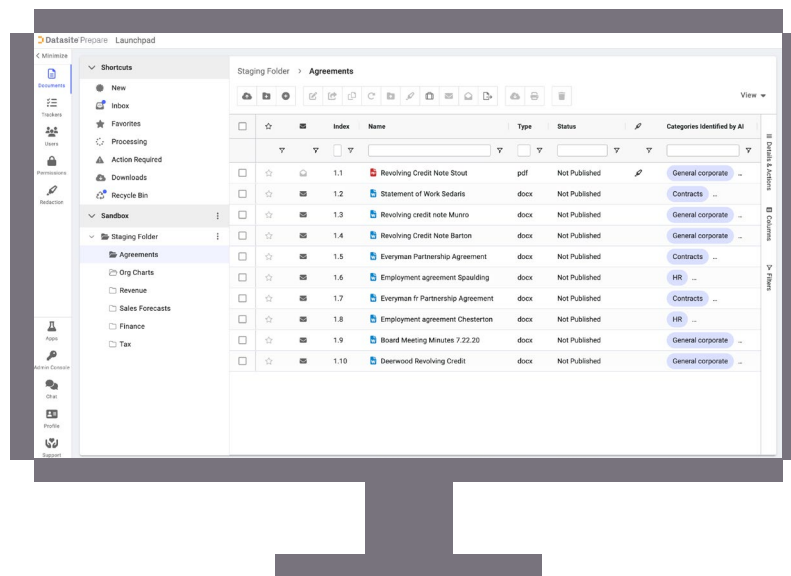 Datasite Prepare Launchpad
< Minimize
Documents
Trackers
Users
Permissions
Redaction
Apps
Admin Console
Chat
Profile
Support
Shortcuts
New
Inbox
Favorites
Processing
Action Required
Downloads
Recycle Bin
Sandbox
Staging Folder
Agreements
Org Charts
Revenue
Sales Forecasts
Finance
Tax
Staging Folder > Agreements
View
Index Name Type Status Categories Identified by AI
1.1 Revolving Credit Note Stout pdf Not Published General corporate ...
1.2 Statement of Work Sedaris docx Not Published Contracts ...
1.3 Revolving credit note Munro docx Not Published General corporate ...
1.4 Revolving Credit Note Barton docx Not Published General corporate ...
1.5 Everyman Partnership Agreement docx Not Published Contracts ...
1.6 Employment agreement Spaulding docx Not Published HR ...
1.7 Everyman fr Partnership Agreement docx Not Published Contracts ...
1.8 Employment agreement Chesterton docx Not Published HR ...
1.9 Board Meeting Minutes 7.22.20 docx Not Published General corporate ...
1.10 Deerwood Revolving Credit docx Not Published General corporate ...
Details & Actions
Columns
Filters